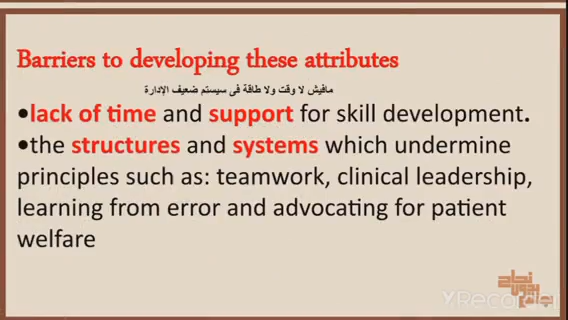 Barriers to developing these attributes
مافيش لا وقت ولا طاقة فى سيستم ضعيف الإدارة
•lack of time and support for skill development.
•the structures and systems which undermine
principles such as: teamwork, clinical leadership,
learning from error and advocating for patient
welfare